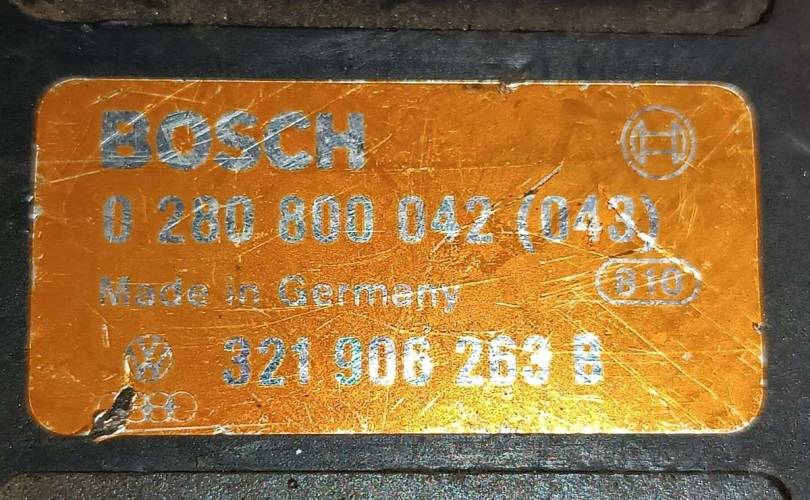 BOSCH
0 280 800 042 (043)
Made in Germany
810
321 906 263 B